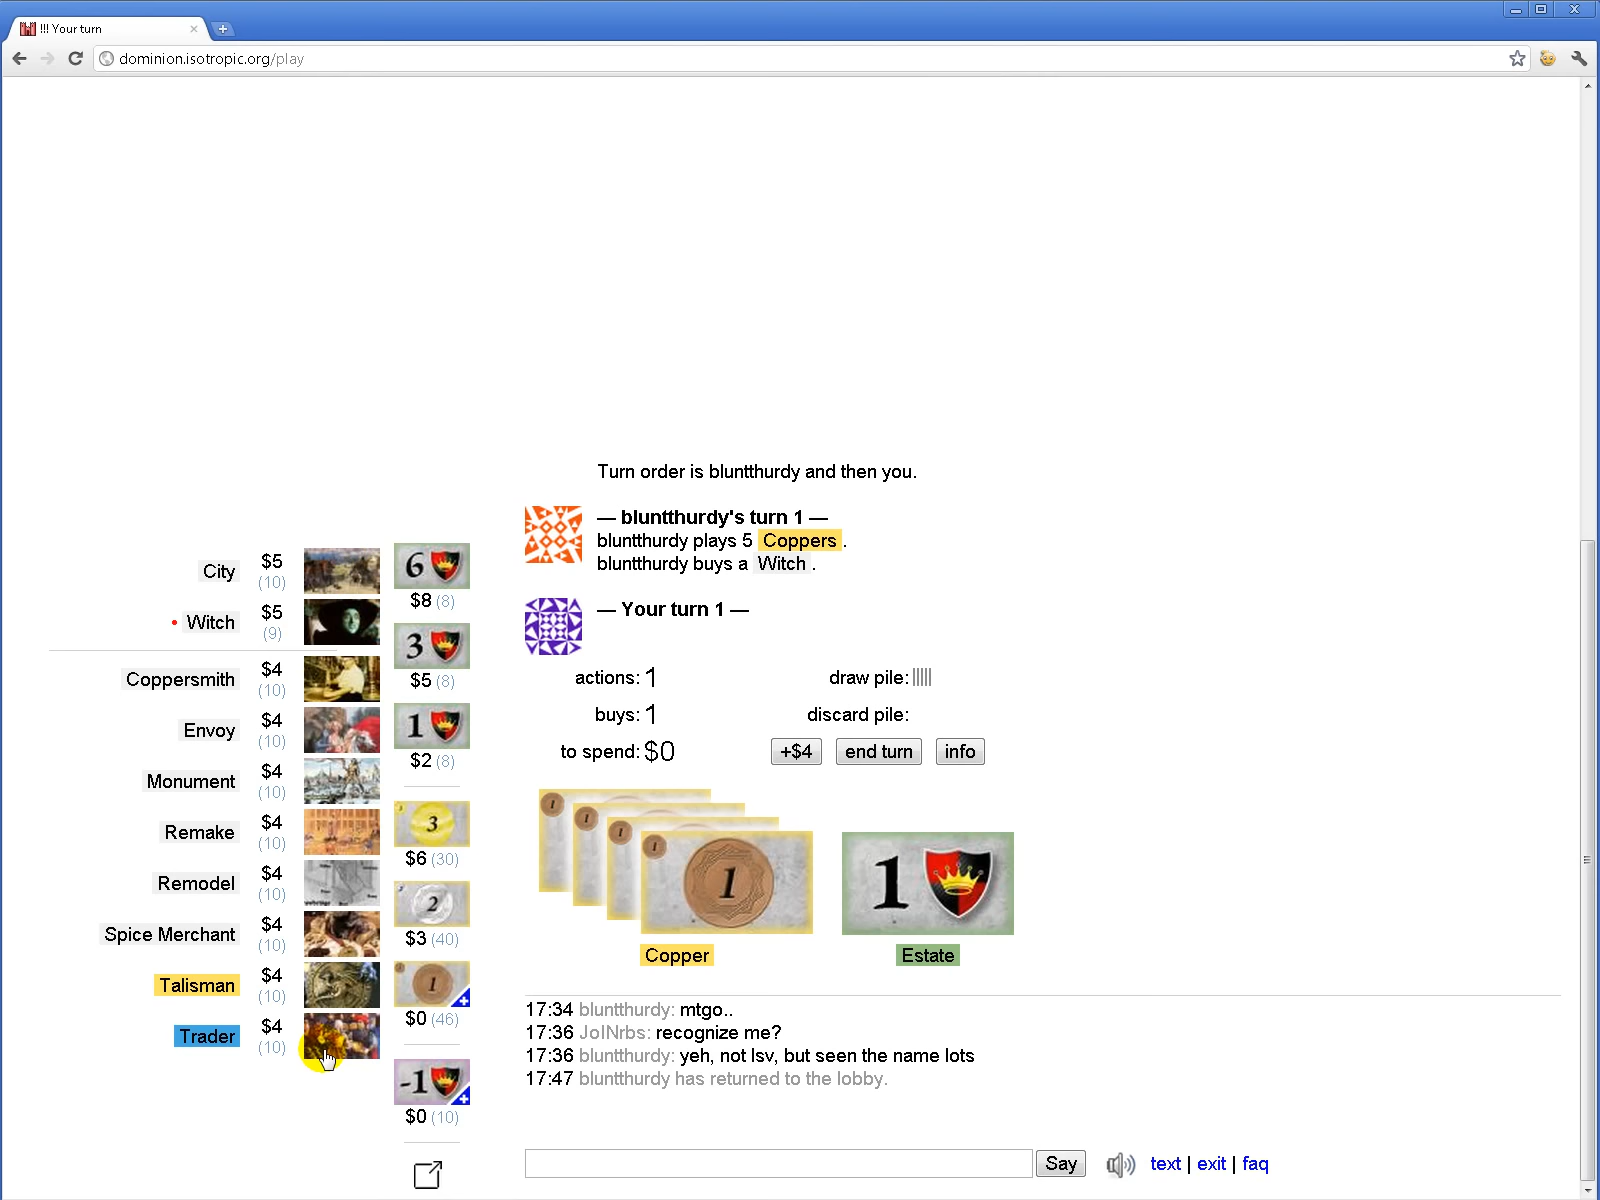 !!! Your turn
dominion.isotropic.org/play
Turn order is bluntthurdy and then you.
— bluntthurdy's turn 1 —
bluntthurdy plays 5 Coppers .
bluntthurdy buys a Witch .
— Your turn 1 —
actions: 1
draw pile:
buys: 1
discard pile:
to spend: $0
+$4
end turn
info
City $5 (10)
• Witch $5 (9)
Coppersmith $4 (10)
Envoy $4 (10)
Monument $4 (10)
Remake $4 (10)
Remodel $4 (10)
Spice Merchant $4 (10)
Talisman $4 (10)
Trader $4 (10)
6
$8 (8)
3
$5 (8)
1
$2 (8)
3
$6 (30)
2
$3 (40)
1
$0 (46)
-1
$0 (10)
1
1
1
1
1
Copper
1
Estate
17:34 bluntthurdy: mtgo..
17:36 JolNrbs: recognize me?
17:36 bluntthurdy: yeh, not lsv, but seen the name lots
17:47 bluntthurdy has returned to the lobby.
Say
text | exit | faq